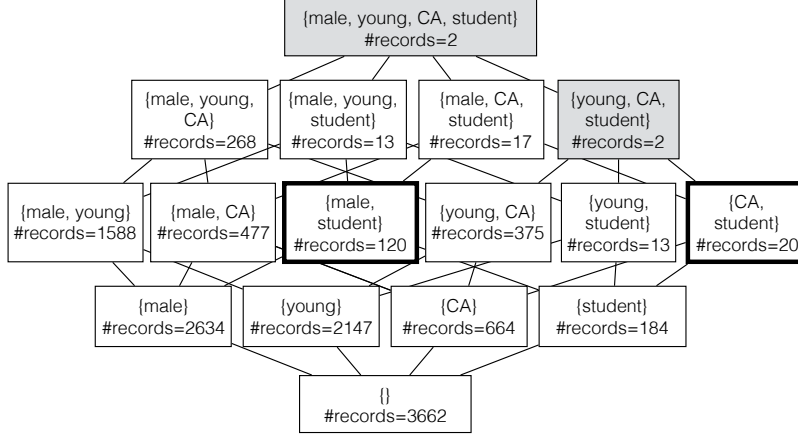 {male, young, CA, student}
#records=2
{male, young,
CA}
#records=268
{male, young,
student}
#records=13
{male, CA,
student}
#records=17
{young, CA,
student}
#records=2
{male, young}
#records=1588
{male, CA}
#records=477
{male,
student}
#records=120
{young, CA}
#records=375
{young,
student}
#records=13
{CA,
student}
#records=20
{male}
#records=2634
{young}
#records=2147
{CA}
#records=664
{student}
#records=184
{}
#records=3662